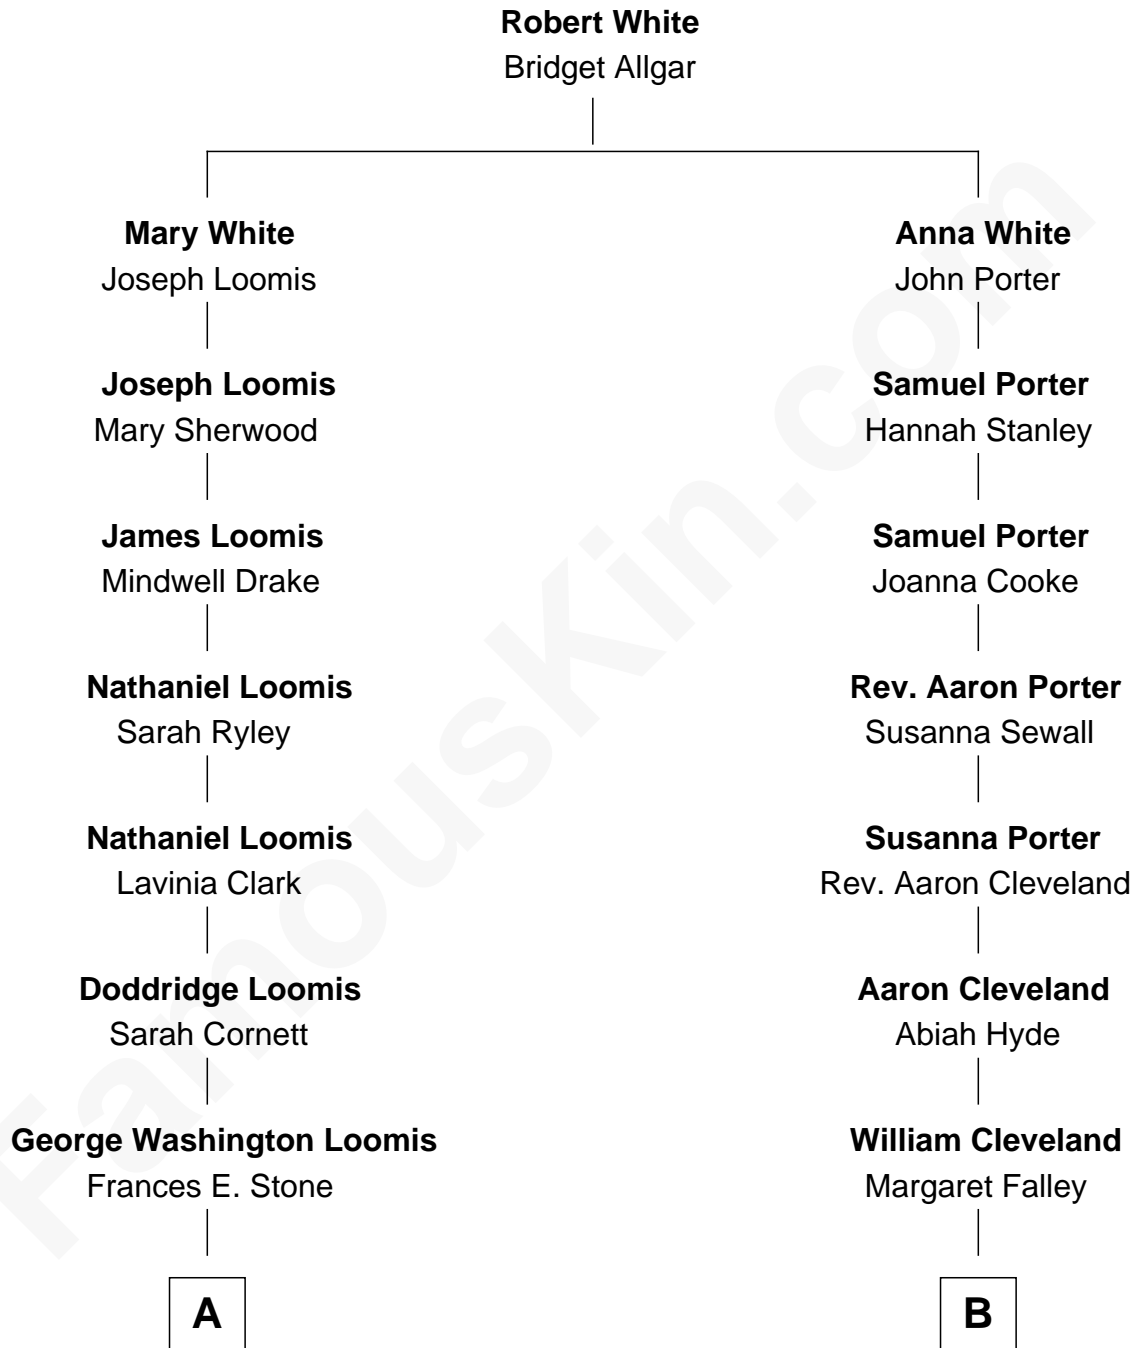 Robert White
Bridget Allgar
Mary White
Joseph Loomis
Anna White
John Porter
Joseph Loomis
Mary Sherwood
Samuel Porter
Hannah Stanley
James Loomis
Mindwell Drake
Samuel Porter
Joanna Cooke
Nathaniel Loomis
Sarah Ryley
Rev. Aaron Porter
Susanna Sewall
Nathaniel Loomis
Lavinia Clark
Susanna Porter
Rev. Aaron Cleveland
Doddridge Loomis
Sarah Cornett
Aaron Cleveland
Abiah Hyde
George Washington Loomis
Frances E. Stone
William Cleveland
Margaret Falley
A
B
FamousKin.com